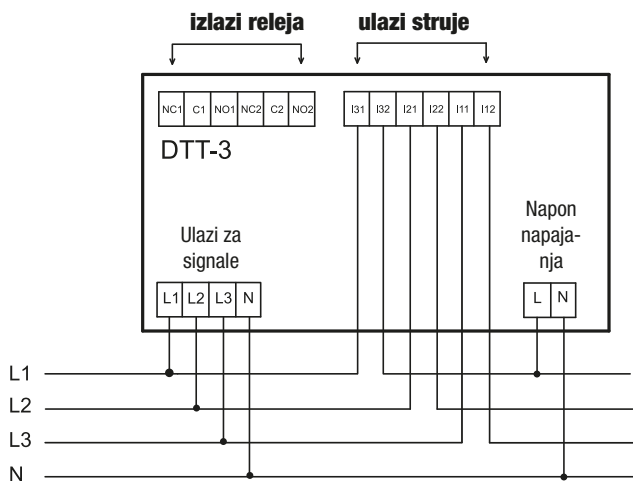 izlazi releja
ulazi struje
NC1 C1 NO1 NC2 C2 NO2
I31 I32 I21 I22 I11 I12
DTT-3
Ulazi za
signale
Napon
napaja-
nja
L1 L2 L3 N
L N
L1
L2
L3
N